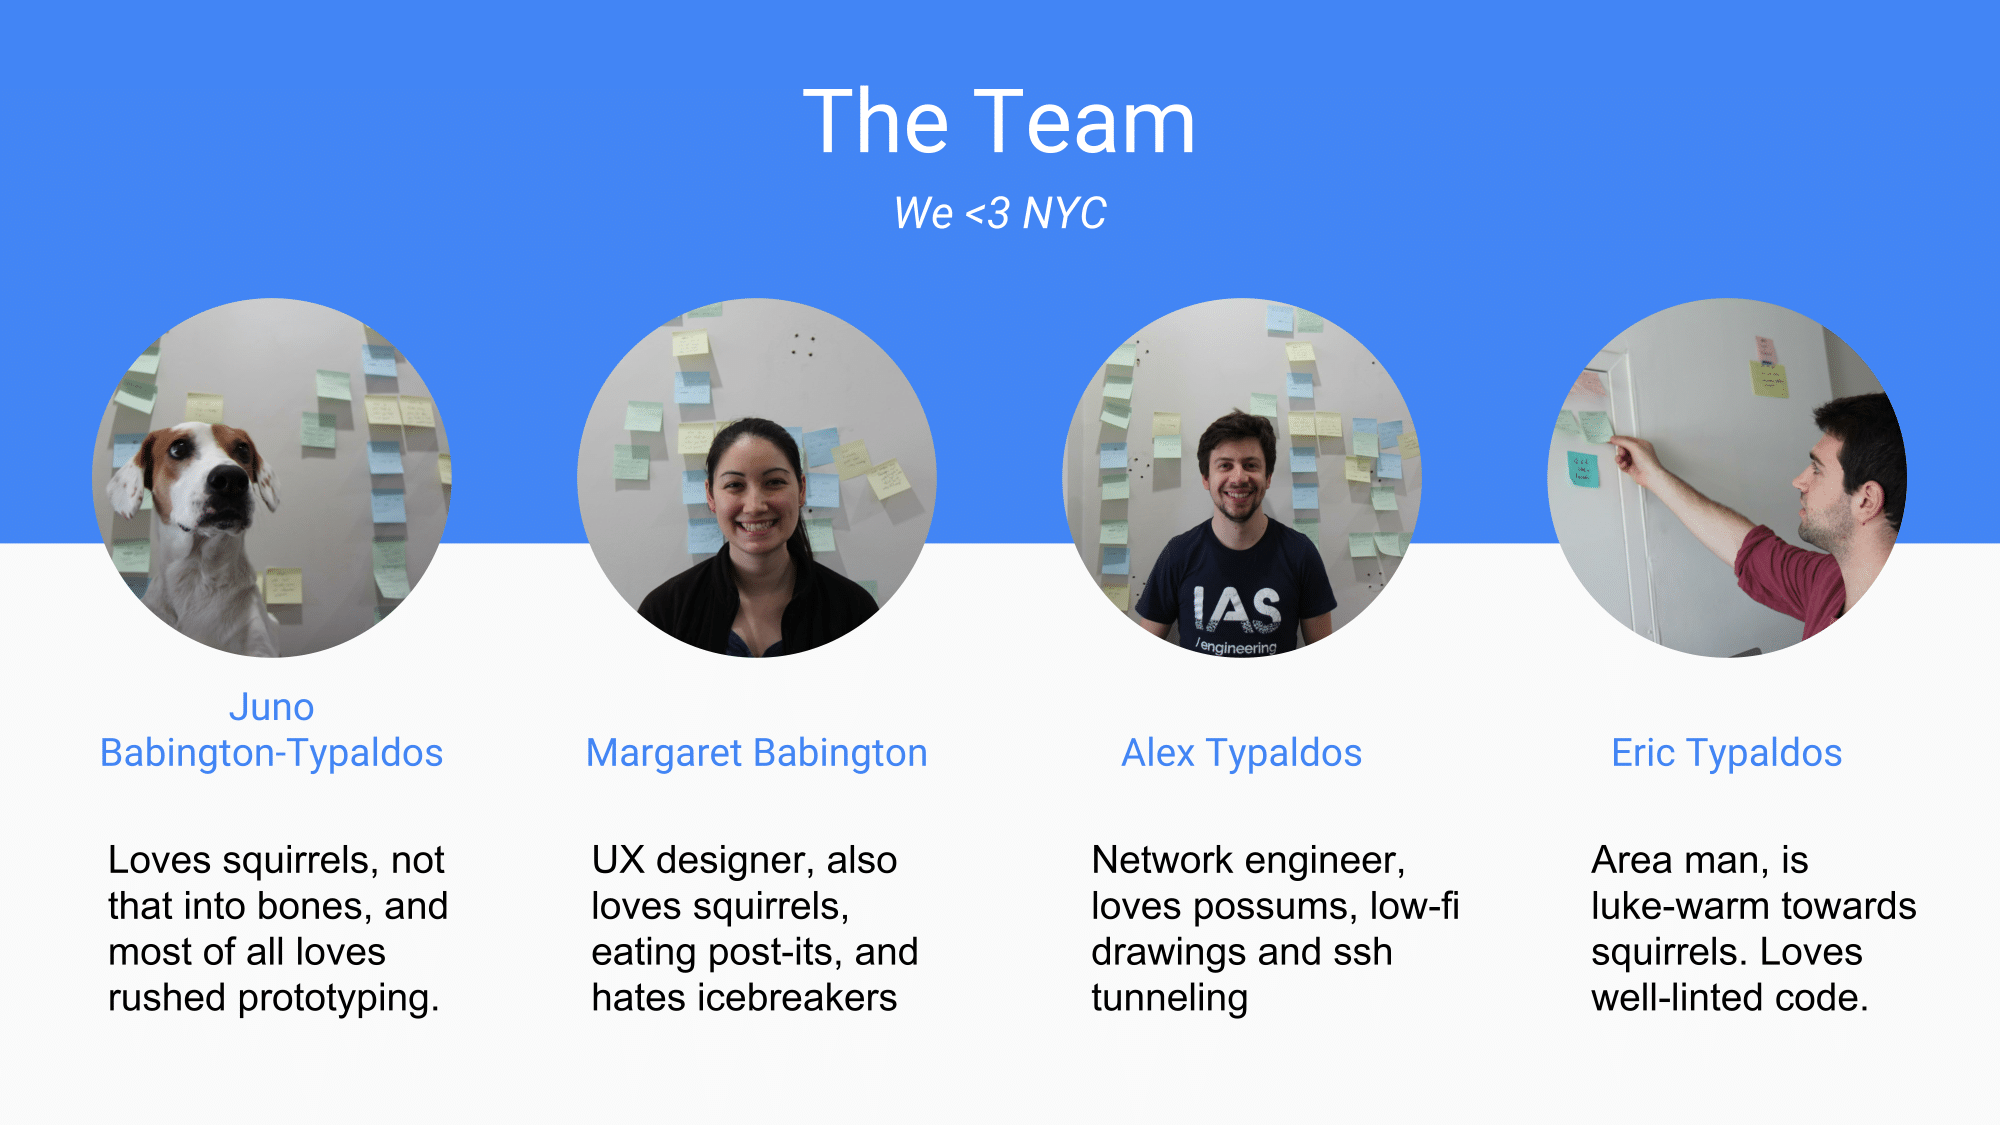 The Team
We <3 NYC
IAS
/engineering
Juno
Babington-Typaldos
Margaret Babington
Alex Typaldos
Eric Typaldos
Loves squirrels, not
that into bones, and
most of all loves
rushed prototyping.
UX designer, also
loves squirrels,
eating post-its, and
hates icebreakers
Network engineer,
loves possums, low-fi
drawings and ssh
tunneling
Area man, is
luke-warm towards
squirrels. Loves
well-linted code.